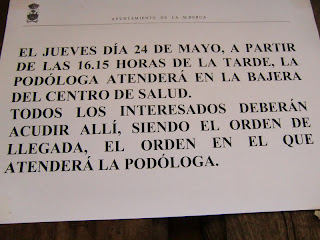 AYUNTAMIENTO DE LA ALBERCA
EL JUEVES DÍA 24 DE MAYO, A PARTIR
DE LAS 16.15 HORAS DE LA TARDE, LA
PODÓLOGA ATENDERÁ EN LA BAJERA
DEL CENTRO DE SALUD.
TODOS LOS INTERESADOS DEBERÁN
ACUDIR ALLÍ, SIENDO EL ORDEN DE
LLEGADA, EL ORDEN EN EL QUE
ATENDERÁ LA PODÓLOGA.